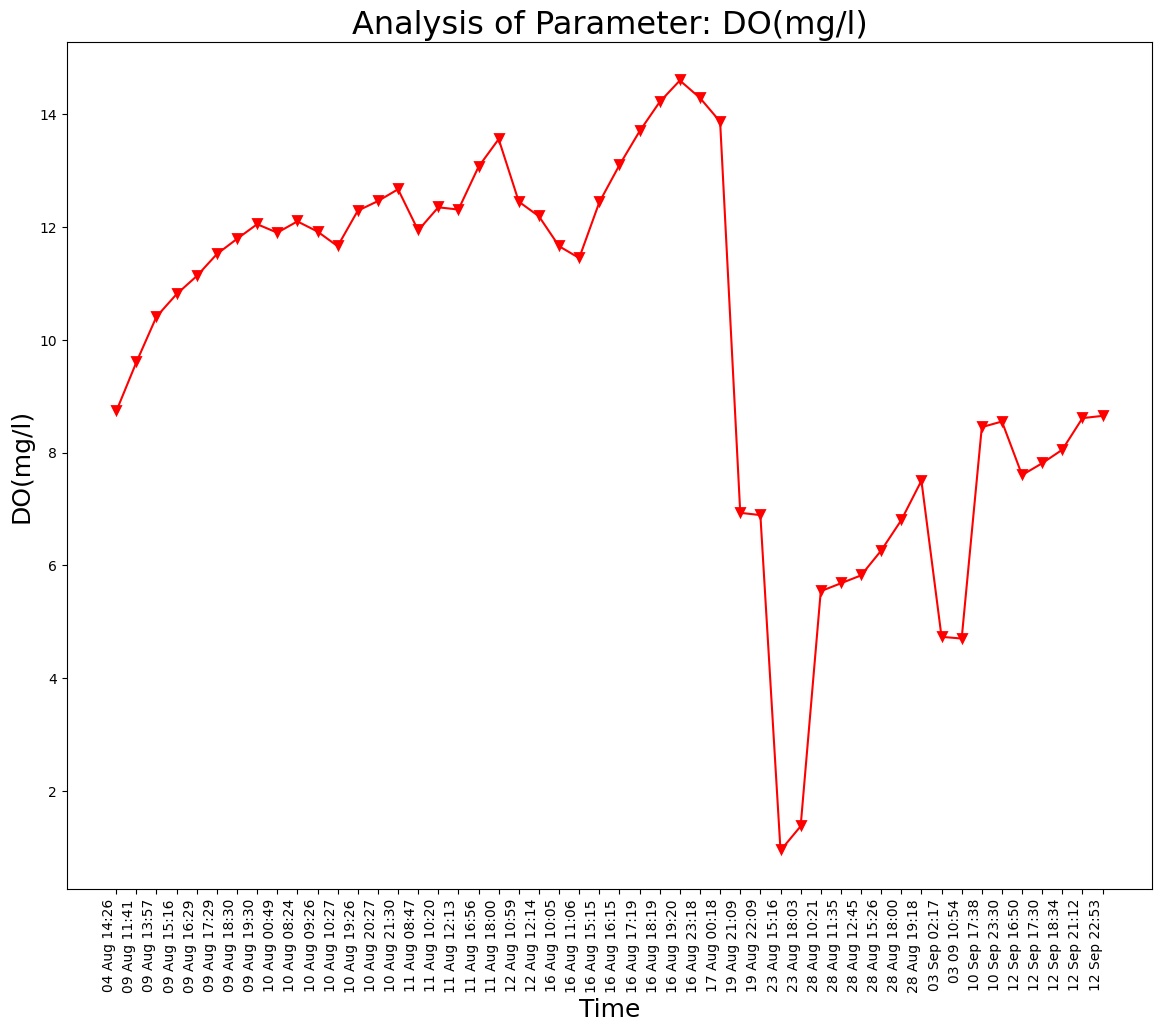 Analysis of Parameter: DO(mg/l)
DO(mg/l)
14
12
10
8
6
4
2
04 Aug 14:26
09 Aug 11:41
09 Aug 13:57
09 Aug 15:16
09 Aug 16:29
09 Aug 17:29
09 Aug 18:30
09 Aug 19:30
10 Aug 00:49
10 Aug 08:24
10 Aug 09:26
10 Aug 10:27
10 Aug 19:26
10 Aug 20:27
10 Aug 21:30
11 Aug 08:47
11 Aug 10:20
11 Aug 12:13
11 Aug 16:56
11 Aug 18:00
12 Aug 10:59
12 Aug 12:14
16 Aug 10:05
16 Aug 11:06
16 Aug 15:15
16 Aug 16:15
16 Aug 17:19
16 Aug 18:19
16 Aug 19:20
16 Aug 23:18
17 Aug 00:18
19 Aug 21:09
19 Aug 22:09
23 Aug 15:16
23 Aug 18:03
28 Aug 10:21
28 Aug 11:35
28 Aug 12:45
28 Aug 15:26
28 Aug 18:00
28 Aug 19:18
03 Sep 02:17
03 09 10:54
10 Sep 17:38
10 Sep 23:30
12 Sep 16:50
12 Sep 17:30
12 Sep 18:34
12 Sep 21:12
12 Sep 22:53
Time